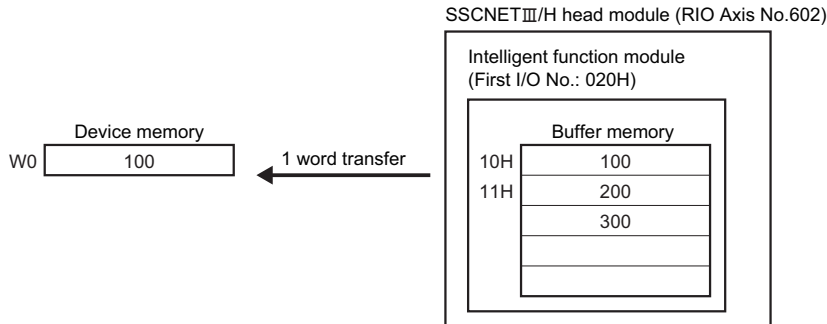 SSCNETⅢ/H head module (RIO Axis No.602)
Intelligent function module
(First I/O No.: 020H)
Device memory
Buffer memory
W0 100
1 word transfer
10H 100
11H 200
300